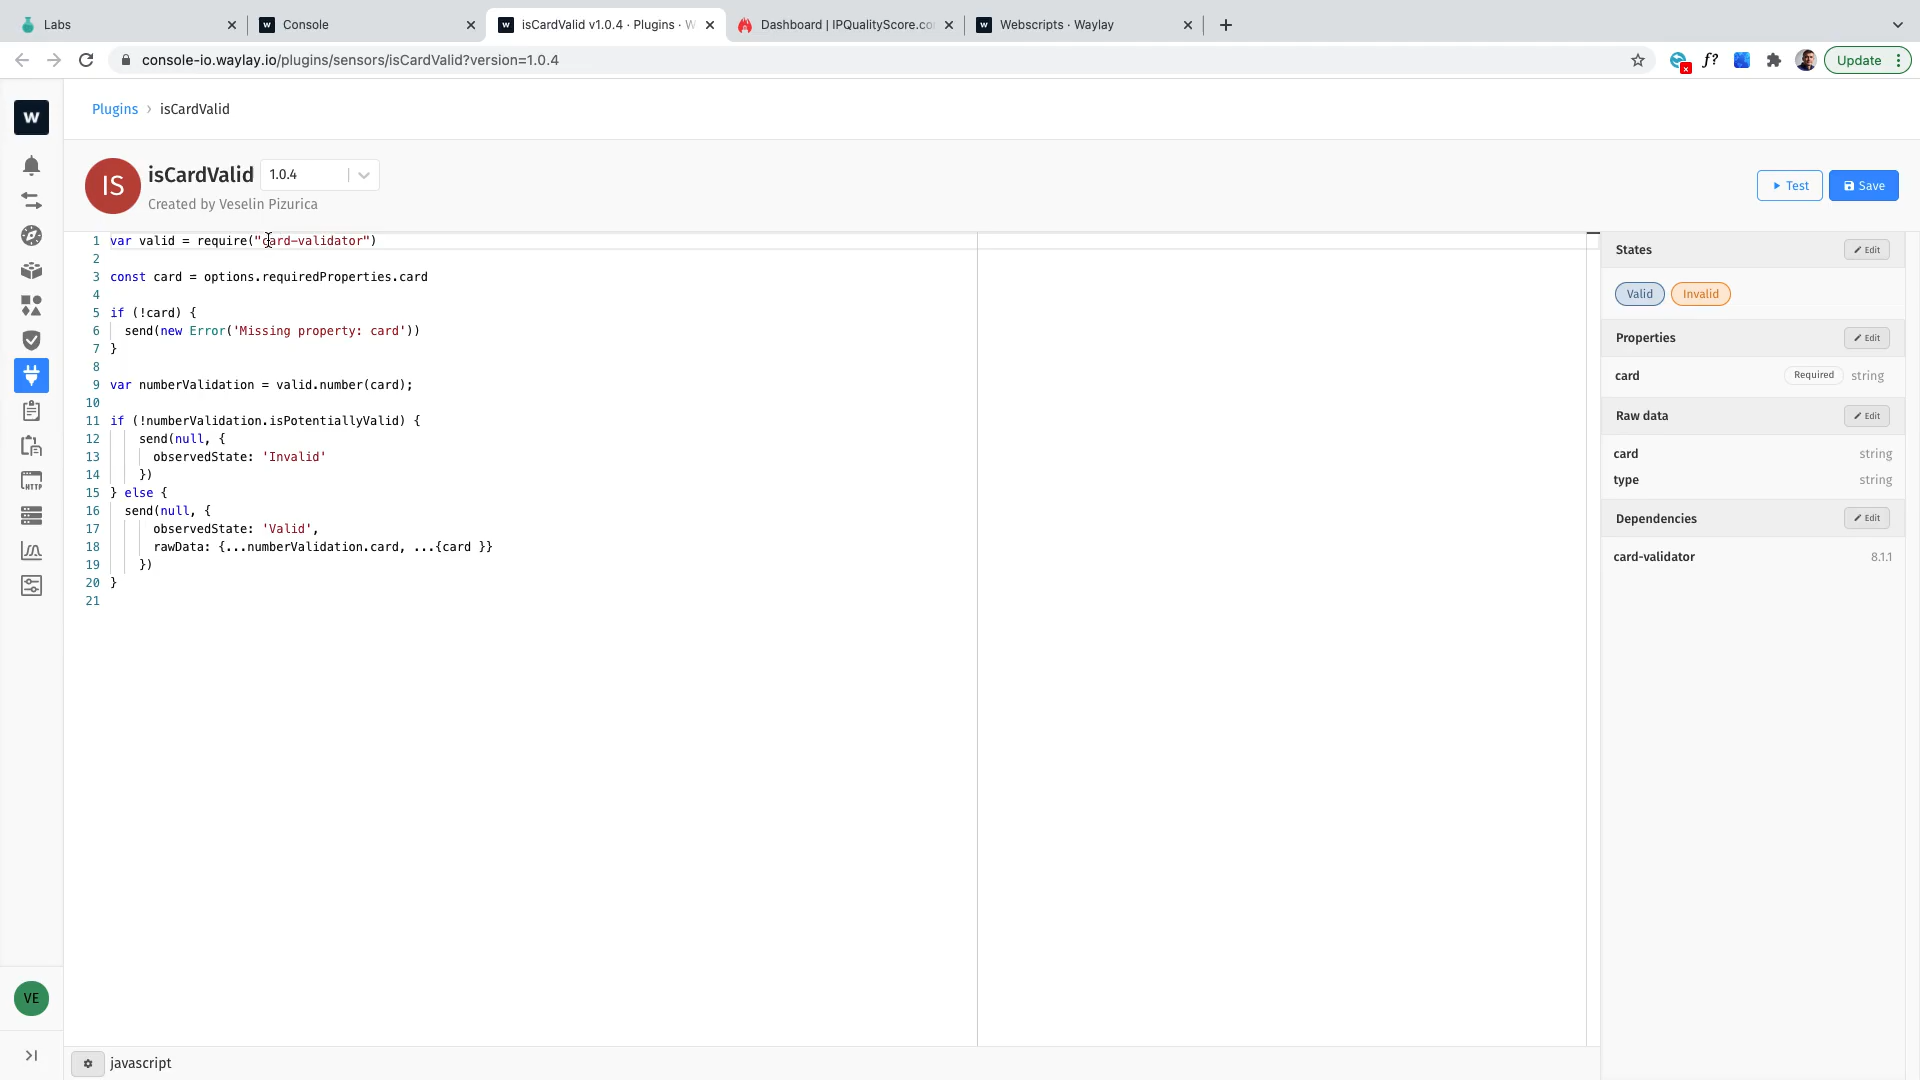 Labs
Console
isCardValid v1.0.4 · Plugins · W
Dashboard | IPQualityScore.co
Webscripts · Waylay
console-io.waylay.io/plugins/sensors/isCardValid?version=1.0.4
f?
Update
W
Plugins › isCardValid
IS
isCardValid
1.0.4
Created by Veselin Pizurica
Test
Save
1 var valid = require("card-validator")
2
3 const card = options.requiredProperties.card
4
5 if (!card) {
6 send(new Error('Missing property: card'))
7 }
8
9 var numberValidation = valid.number(card);
10
11 if (!numberValidation.isPotentiallyValid) {
12 send(null, {
13 observedState: 'Invalid'
14 })
15 } else {
16 send(null, {
17 observedState: 'Valid',
18 rawData: {...numberValidation.card, ...{card }}
19 })
20 }
21
States
Edit
Valid
Invalid
Properties
Edit
card
Required
string
Raw data
Edit
card
string
type
string
Dependencies
Edit
card-validator
8.1.1
HTTP
VE
javascript